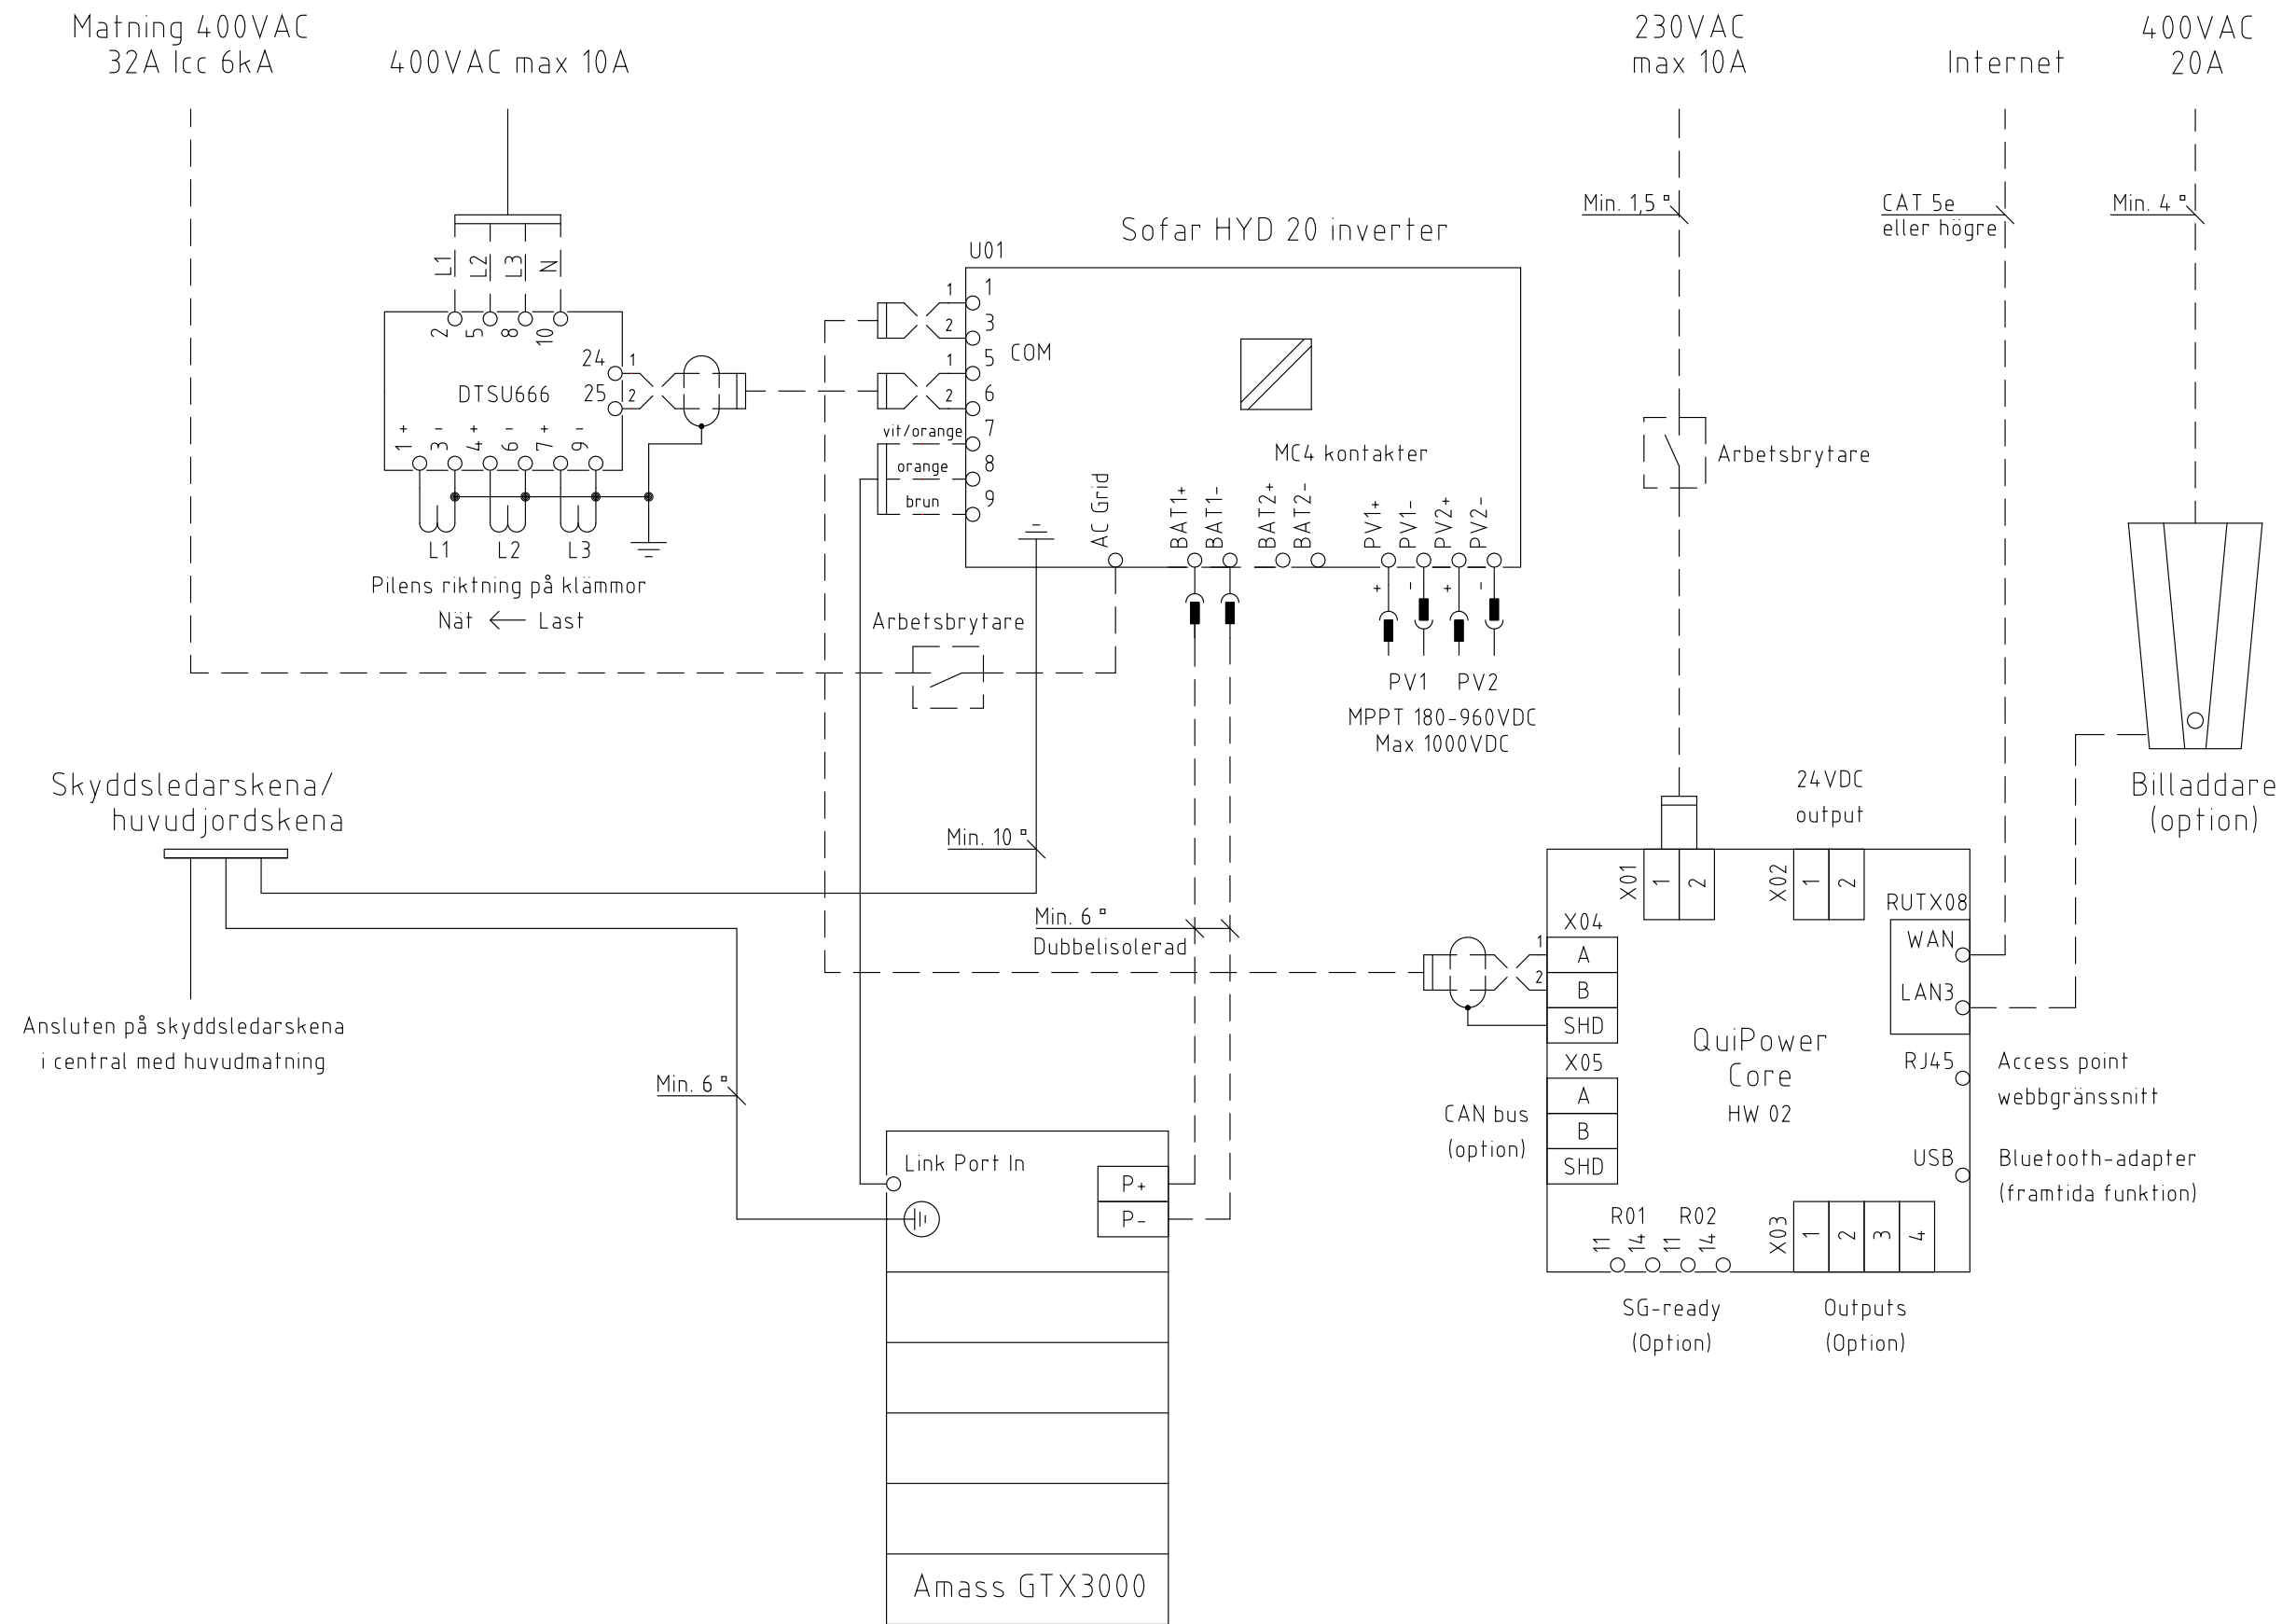 Matning 400VAC
32A Icc 6kA
400VAC max 10A
230VAC
max 10A
Internet
400VAC
20A
Min. 1,5 ▫
CAT 5e
eller högre
Min. 4 ▫
Sofar HYD 20 inverter
U01
L1
L2
L3
N
2
5
8
10
24
25
1
2
DTSU666
1
3
4
6
7
9
+
-
+
-
+
-
L1
L2
L3
Pilens riktning på klämmor
Nät
Last
1
2
1
2
1
3
5
6
7
8
9
COM
vit/orange
orange
brun
MC4 kontakter
AC Grid
BAT1+
BAT1-
BAT2+
BAT2-
PV1+
PV1-
PV2+
PV2-
+
-
+
-
PV1
PV2
MPPT 180-960VDC
Max 1000VDC
Arbetsbrytare
Arbetsbrytare
Skyddsledarskena/
huvudjordskena
Ansluten på skyddsledarskena
i central med huvudmatning
Min. 10 ▫
Min. 6 ▫
Dubbelisolerad
Min. 6 ▫
Link Port In
P+
P-
Amass GTX3000
24VDC
output
Billaddare
(option)
X01
1
2
X02
1
2
RUTX08
WAN
LAN3
X04
1
2
A
B
SHD
X05
A
B
SHD
CAN bus
(option)
QuiPower
Core
HW 02
RJ45
Access point
webbgränssnitt
USB
Bluetooth-adapter
(framtida funktion)
R01
R02
11
14
11
14
X03
1
2
3
4
SG-ready
(Option)
Outputs
(Option)